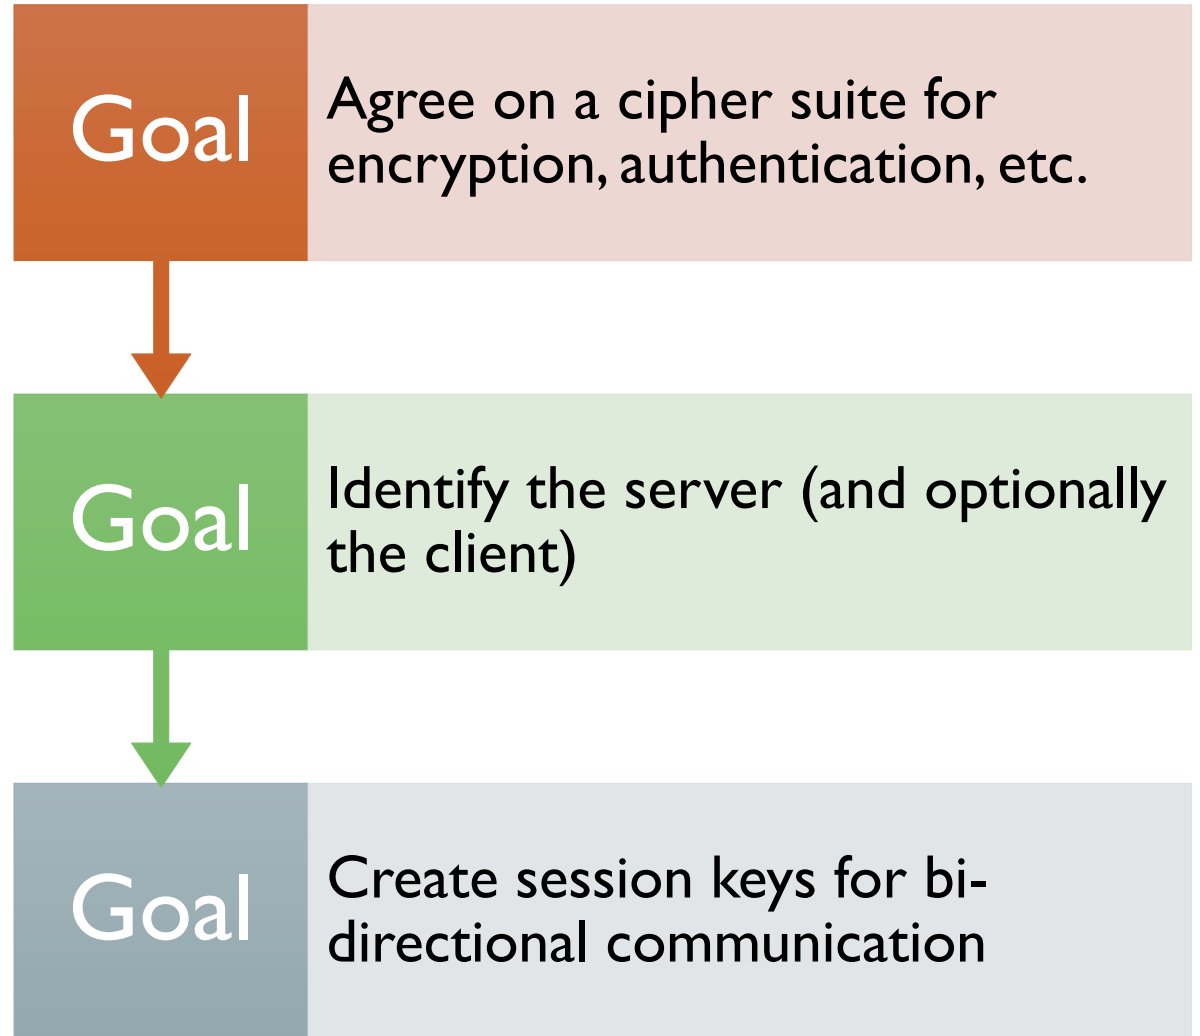 Goal
Agree on a cipher suite for
encryption, authentication, etc.
Goal
Identify the server (and optionally
the client)
Goal
Create session keys for bi-
directional communication